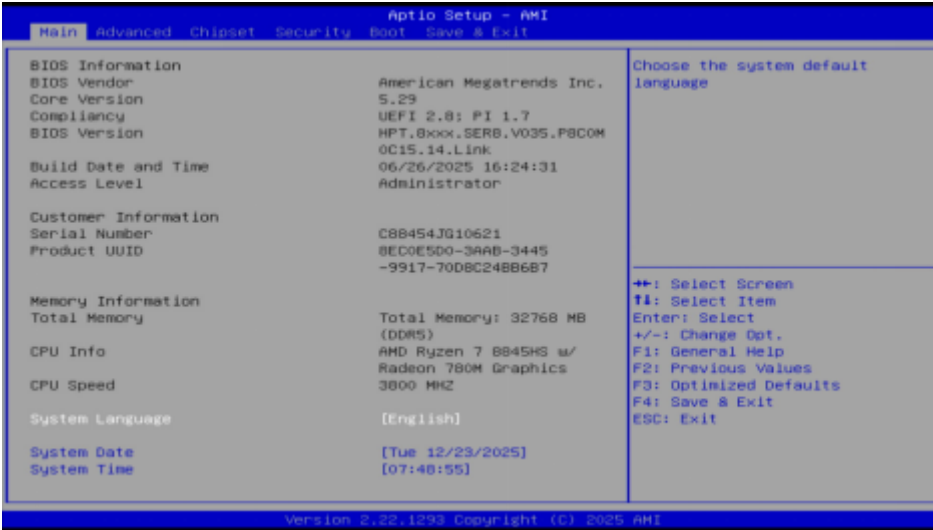 Aptio Setup - AMI
Main Advanced Chipset Security Boot Save & Exit
BIOS Information
BIOS Vendor American Megatrends Inc.
Core Version 5.29
Compliancy UEFI 2.8; PI 1.7
BIOS Version HPT.8xxx.SER8.V035.P8COM
0C15.14.Link
Build Date and Time 06/26/2025 16:24:31
Access Level Administrator
Customer Information
Serial Number C88454JG10621
Product UUID 8EC0E5D0-3AAB-3445
-9917-70D8C24BB6B7
Memory Information
Total Memory Total Memory: 32768 MB
(DDR5)
CPU Info AMD Ryzen 7 8845HS w/
Radeon 780M Graphics
CPU Speed 3800 MHZ
System Language [English]
System Date [Tue 12/23/2025]
System Time [07:48:55]
Choose the system default
language
→←: Select Screen
↑↓: Select Item
Enter: Select
+/-: Change Opt.
F1: General Help
F2: Previous Values
F3: Optimized Defaults
F4: Save & Exit
ESC: Exit
Version 2.22.1293 Copyright (C) 2025 AMI